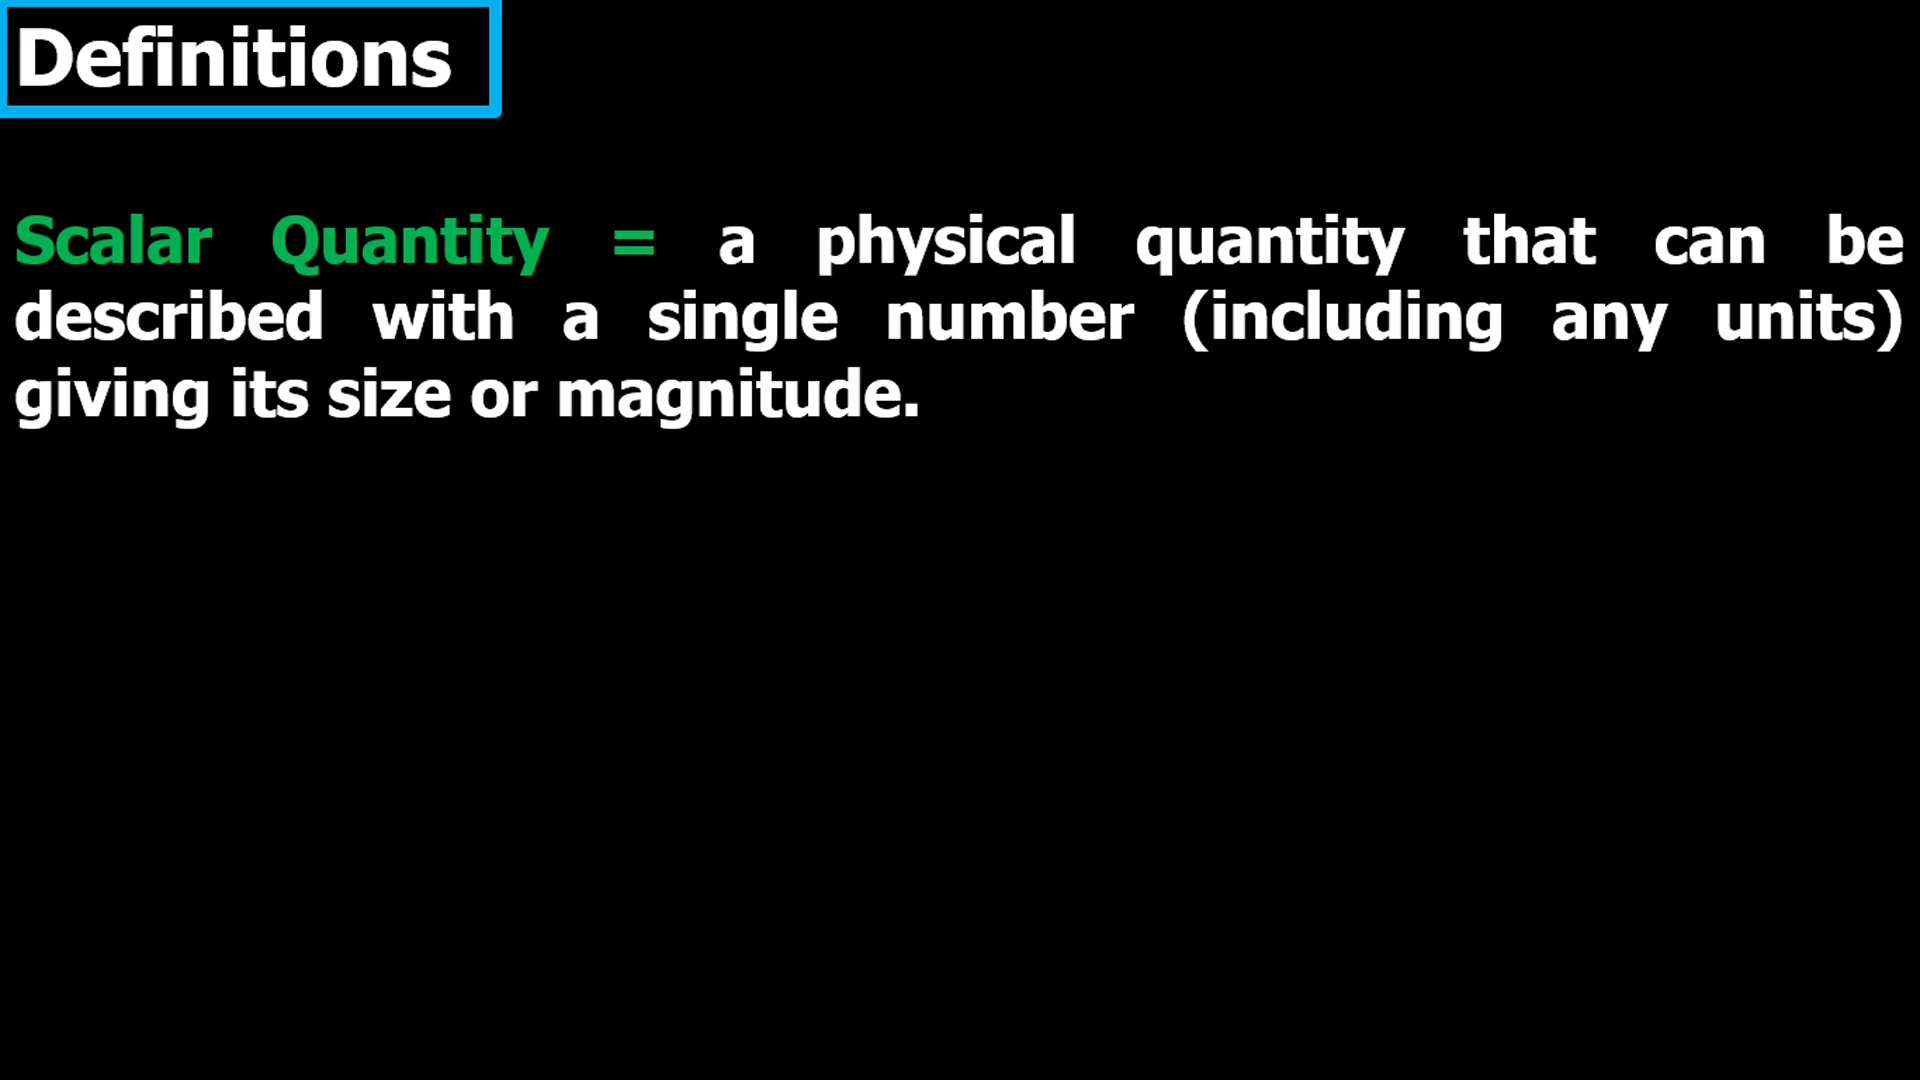 Definitions
Scalar Quantity = a physical quantity that can be
described with a single number (including any units)
giving its size or magnitude.